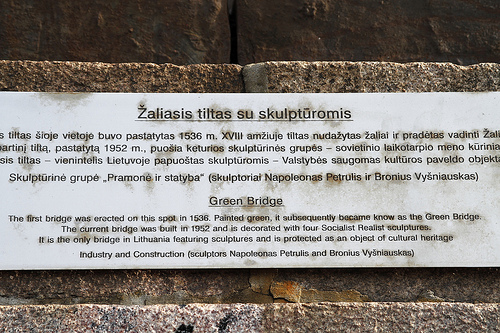 Žaliasis tiltas su skulptūromis
tiltas šioje vietoje buvo pastatytas 1536 m. XVIII amžiuje tiltas nudažytas žaliai ir pradėtas vadinti
tiltą, pastatytą 1952 m., puošia keturios skulptūrinės grupės – sovietinio laikotarpio meno
tiltas – vienintelis Lietuvoje papuoštas skulptūromis – Valstybės saugomas kultūros paveldo
Skulptūrinė grupė „Pramonė ir statyba“ (skulptoriai Napoleonas Petrulis ir Bronius Vyšniauskas)
Green Bridge
The first bridge was erected on this spot in 1536. Painted green, it subsequently became know as the Green Bridge.
The current bridge was built in 1952 and is decorated with four Socialist Realist sculptures.
It is the only bridge in Lithuania featuring sculptures and is protected as an object of cultural heritage
Industry and Construction (sculptors Napoleonas Petrulis and Bronius Vyšniauskas)